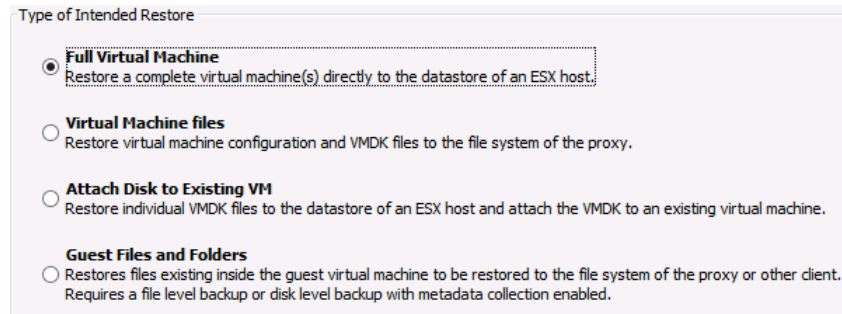 Type of Intended Restore
Full Virtual Machine
Restore a complete virtual machine(s) directly to the datastore of an ESX host.
Virtual Machine files
Restore virtual machine configuration and VMDK files to the file system of the proxy.
Attach Disk to Existing VM
Restore individual VMDK files to the datastore of an ESX host and attach the VMDK to an existing virtual machine.
Guest Files and Folders
Restores files existing inside the guest virtual machine to be restored to the file system of the proxy or other client.
Requires a file level backup or disk level backup with metadata collection enabled.